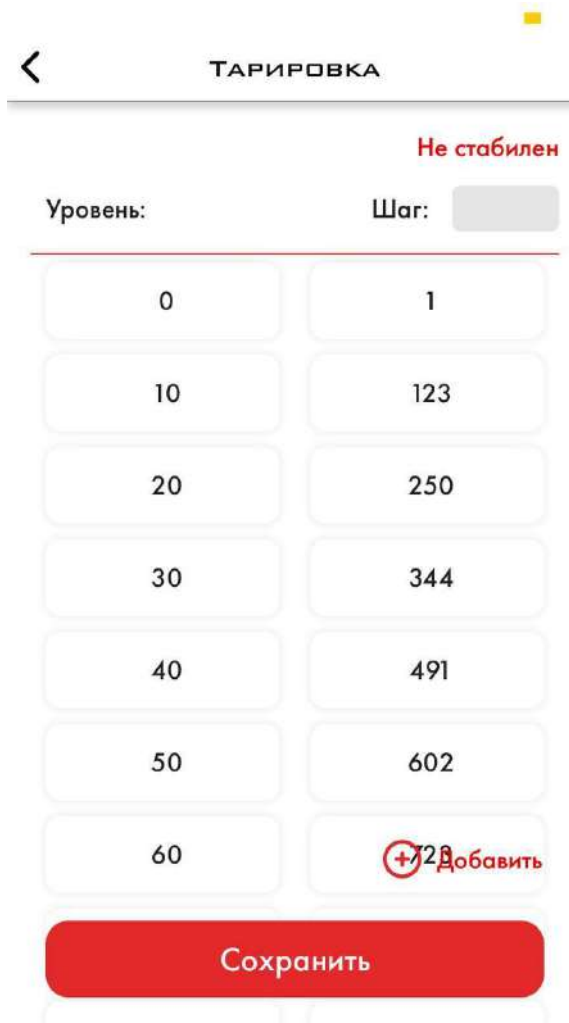 Тарировка
Не стабилен
Уровень: Шаг:
0 1
10 123
20 250
30 344
40 491
50 602
60 723 Добавить
Сохранить